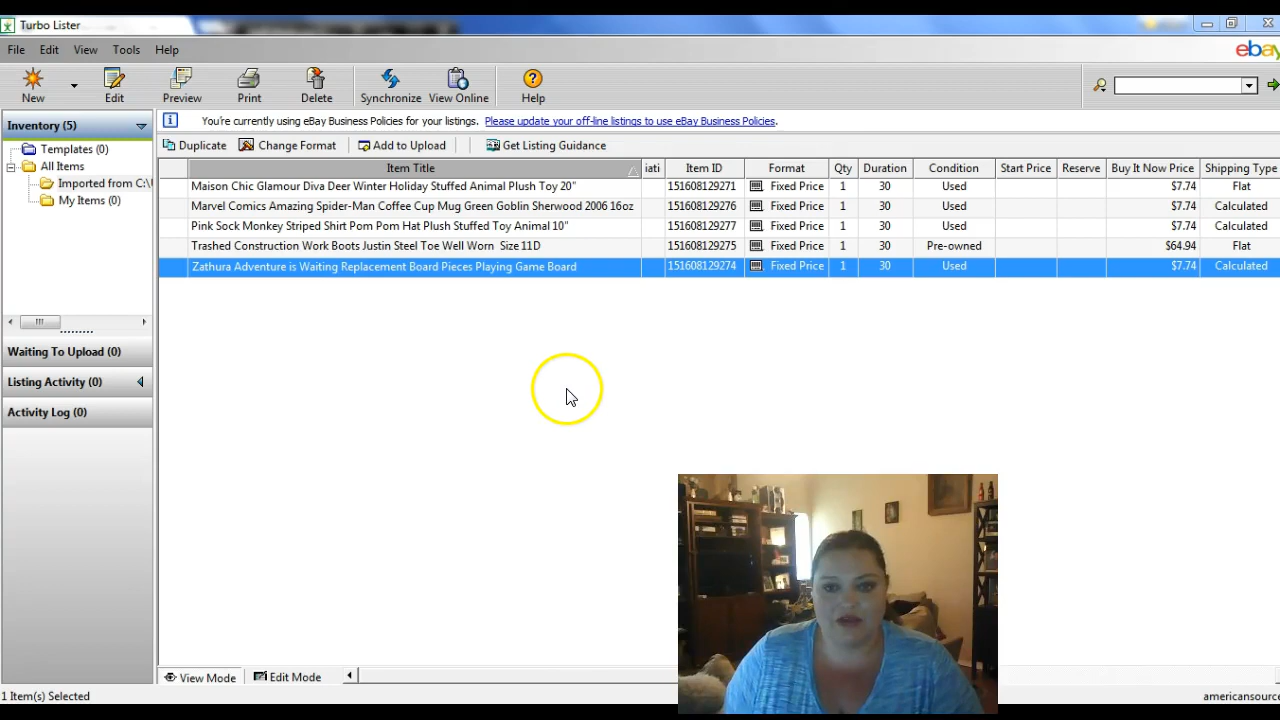 Turbo Lister
File Edit View Tools Help
ebay
New Edit Preview Print Delete Synchronize View Online Help
Inventory (5)
You're currently using eBay Business Policies for your listings. Please update your off-line listings to use eBay Business Policies.
Templates (0)
Duplicate Change Format Add to Upload Get Listing Guidance
All Items
Item Title iati Item ID Format Qty Duration Condition Start Price Reserve Buy It Now Price Shipping Type
Imported from C:\
Maison Chic Glamour Diva Deer Winter Holiday Stuffed Animal Plush Toy 20" 151608129271 Fixed Price 1 30 Used $7.74 Flat
My Items (0)
Marvel Comics Amazing Spider-Man Coffee Cup Mug Green Goblin Sherwood 2006 16oz 151608129276 Fixed Price 1 30 Used $7.74 Calculated
Pink Sock Monkey Striped Shirt Pom Pom Hat Plush Stuffed Toy Animal 10" 151608129277 Fixed Price 1 30 Used $7.74 Calculated
Trashed Construction Work Boots Justin Steel Toe Well Worn Size 11D 151608129275 Fixed Price 1 30 Pre-owned $64.94 Flat
Zathura Adventure is Waiting Replacement Board Pieces Playing Game Board 151608129274 Fixed Price 1 30 Used $7.74 Calculated
Waiting To Upload (0)
Listing Activity (0)
Activity Log (0)
View Mode Edit Mode
1 Item(s) Selected
americansource